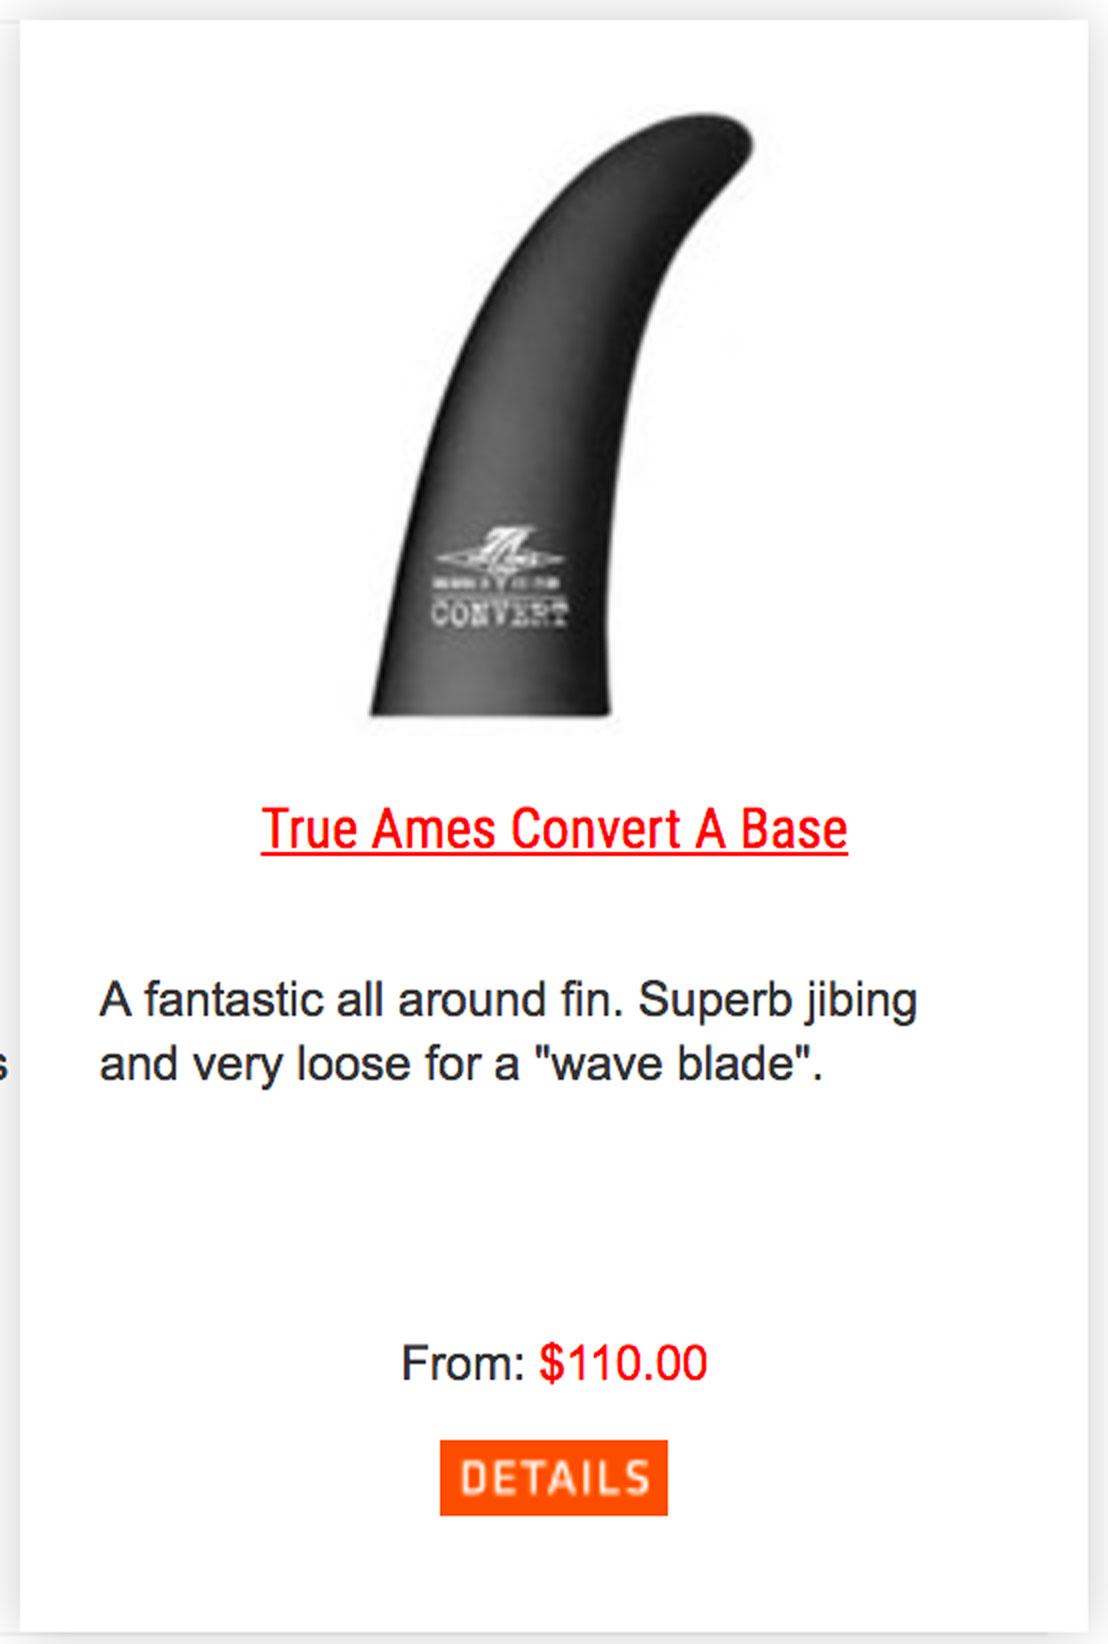 CONVERT
True Ames Convert A Base
A fantastic all around fin. Superb jibing
and very loose for a "wave blade".
s
From: $110.00
DETAILS